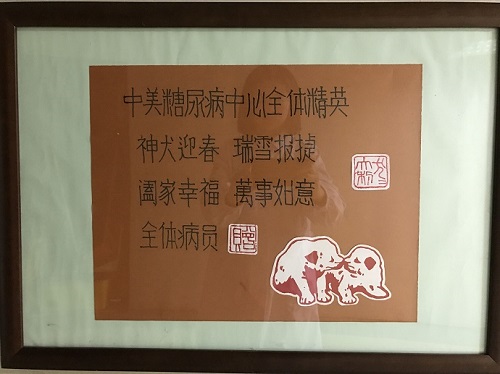 中美糖尿病中心全体精英
神犬迎春 瑞雪报捷
阖家幸福 萬事如意
全体病员 贈